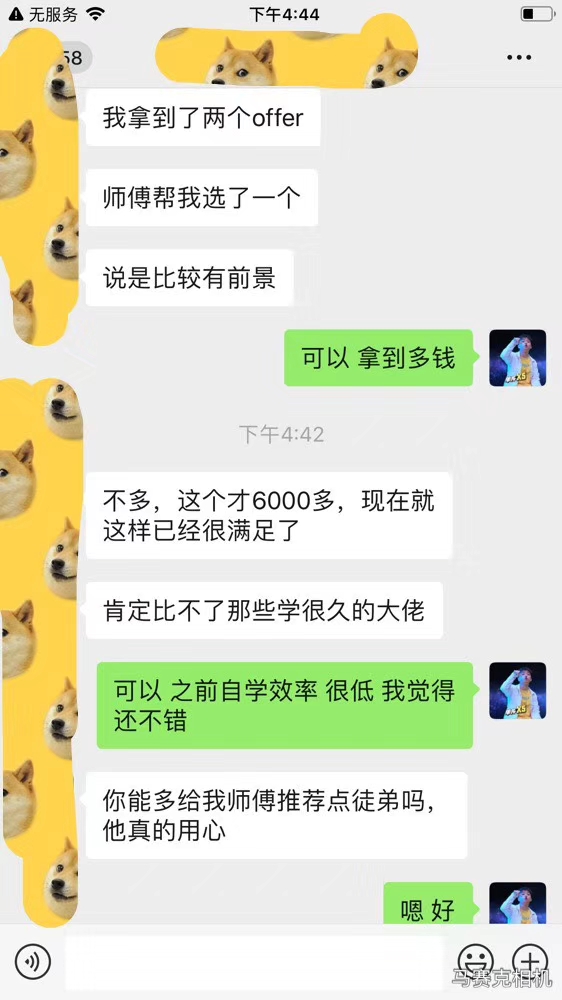 无服务
下午4:44
58
我拿到了两个offer
师傅帮我选了一个
说是比较有前景
可以 拿到多钱
下午4:42
不多，这个才6000多，现在就
这样已经很满足了
肯定比不了那些学很久的大佬
可以 之前自学效率 很低 我觉得
还不错
你能多给我师傅推荐点徒弟吗，
他真的用心
嗯 好
马赛克相机